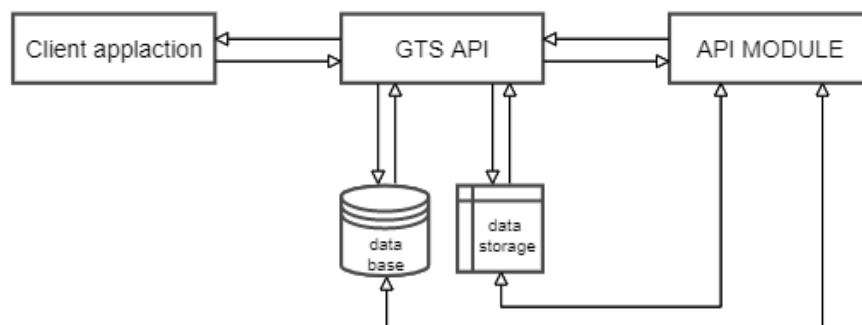 Client applaction
GTS API
API MODULE
data
base
data
storage